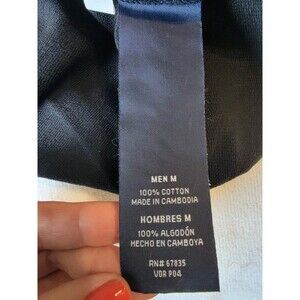 MEN M
100% COTTON
MADE IN CAMBODIA
HOMBRES M
100% ALGODÓN
HECHO EN CAMBOYA
RN# 67835
VDR P04